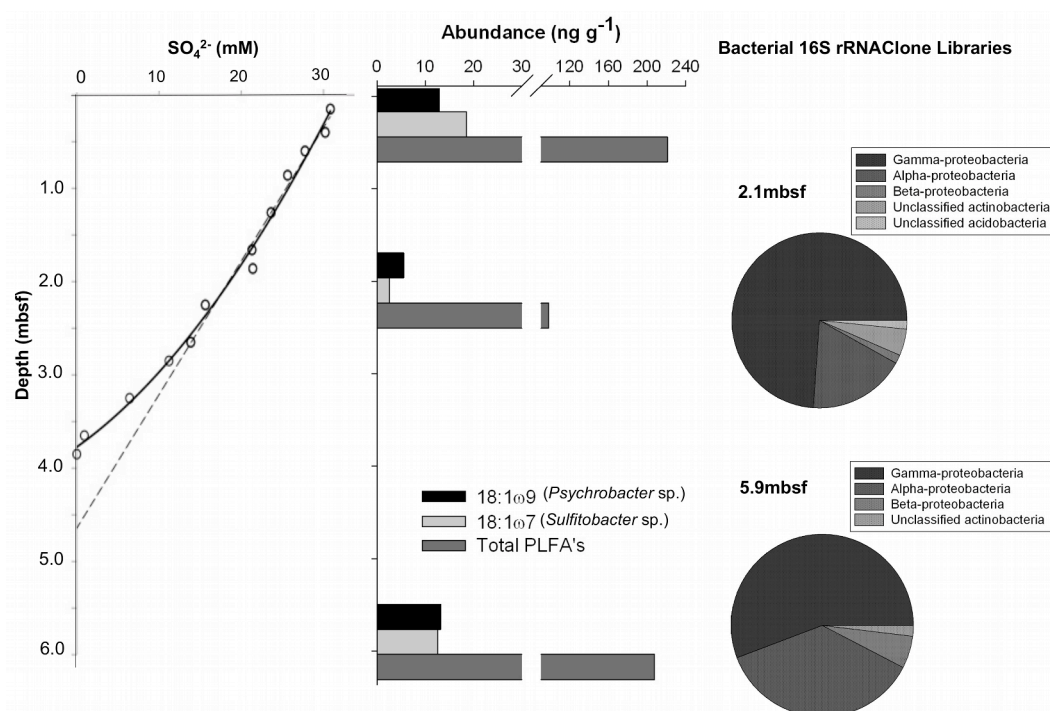 SO₄²⁻ (mM)
0 10 20 30
Depth (mbsf)
1.0
2.0
3.0
4.0
5.0
6.0
Abundance (ng g⁻¹)
0 10 20 30 120 160 200 240
18:1ω9 (Psychrobacter sp.)
18:1ω7 (Sulfitobacter sp.)
Total PLFA's
Bacterial 16S rRNAClone Libraries
2.1mbsf
Gamma-proteobacteria
Alpha-proteobacteria
Beta-proteobacteria
Unclassified actinobacteria
Unclassified acidobacteria
5.9mbsf
Gamma-proteobacteria
Alpha-proteobacteria
Beta-proteobacteria
Unclassified actinobacteria